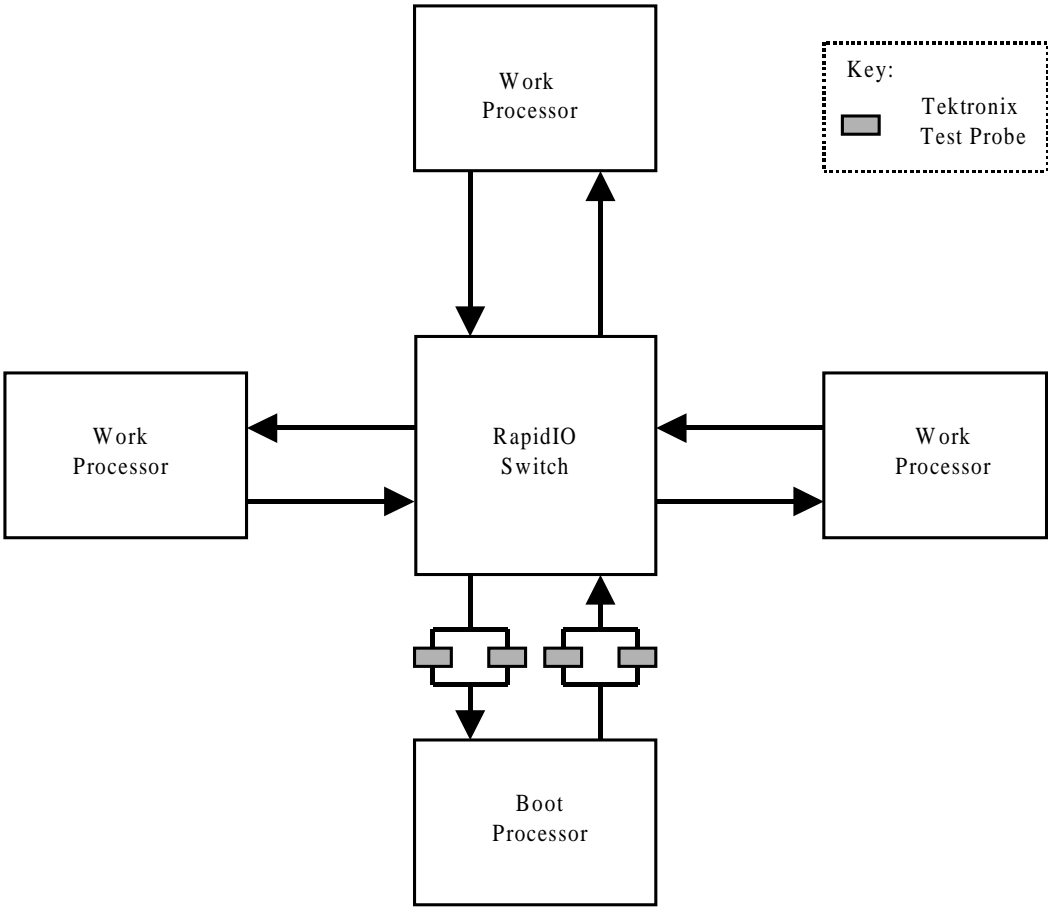 Work
Processor
Key:
Tektronix
Test Probe
Work
Processor
RapidIO
Switch
Work
Processor
Boot
Processor